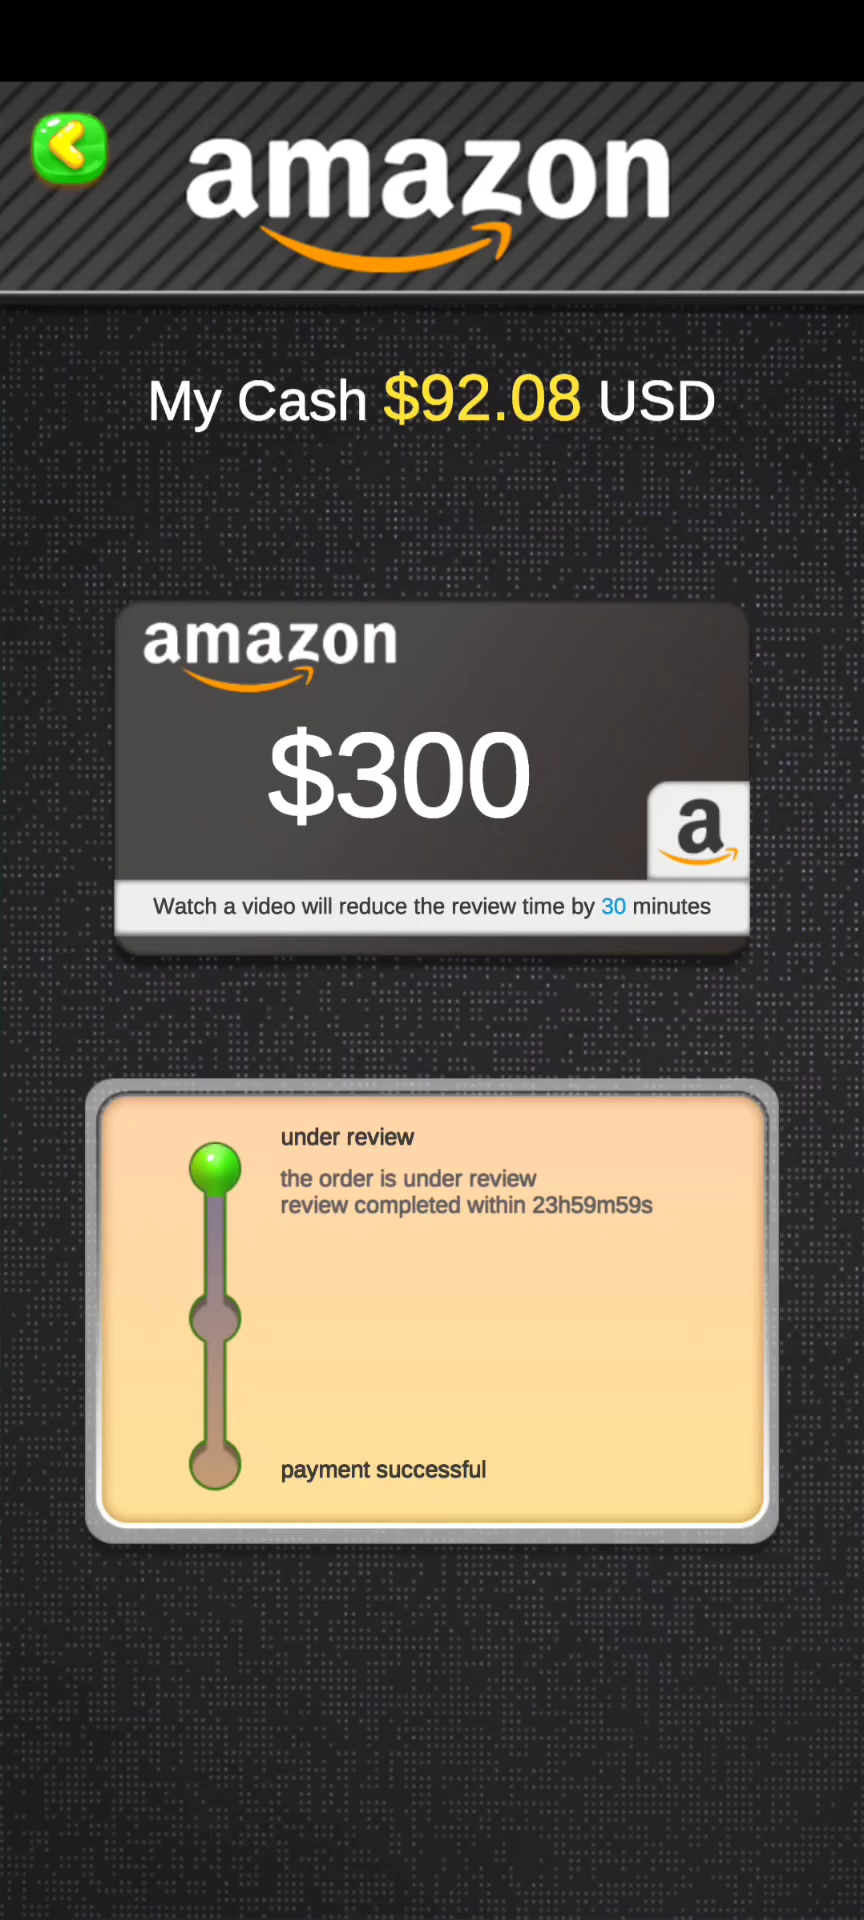 amazon
My Cash $92.08 USD
amazon
$300
a
Watch a video will reduce the review time by 30 minutes
under review
the order is under review
review completed within 23h59m59s
payment successful